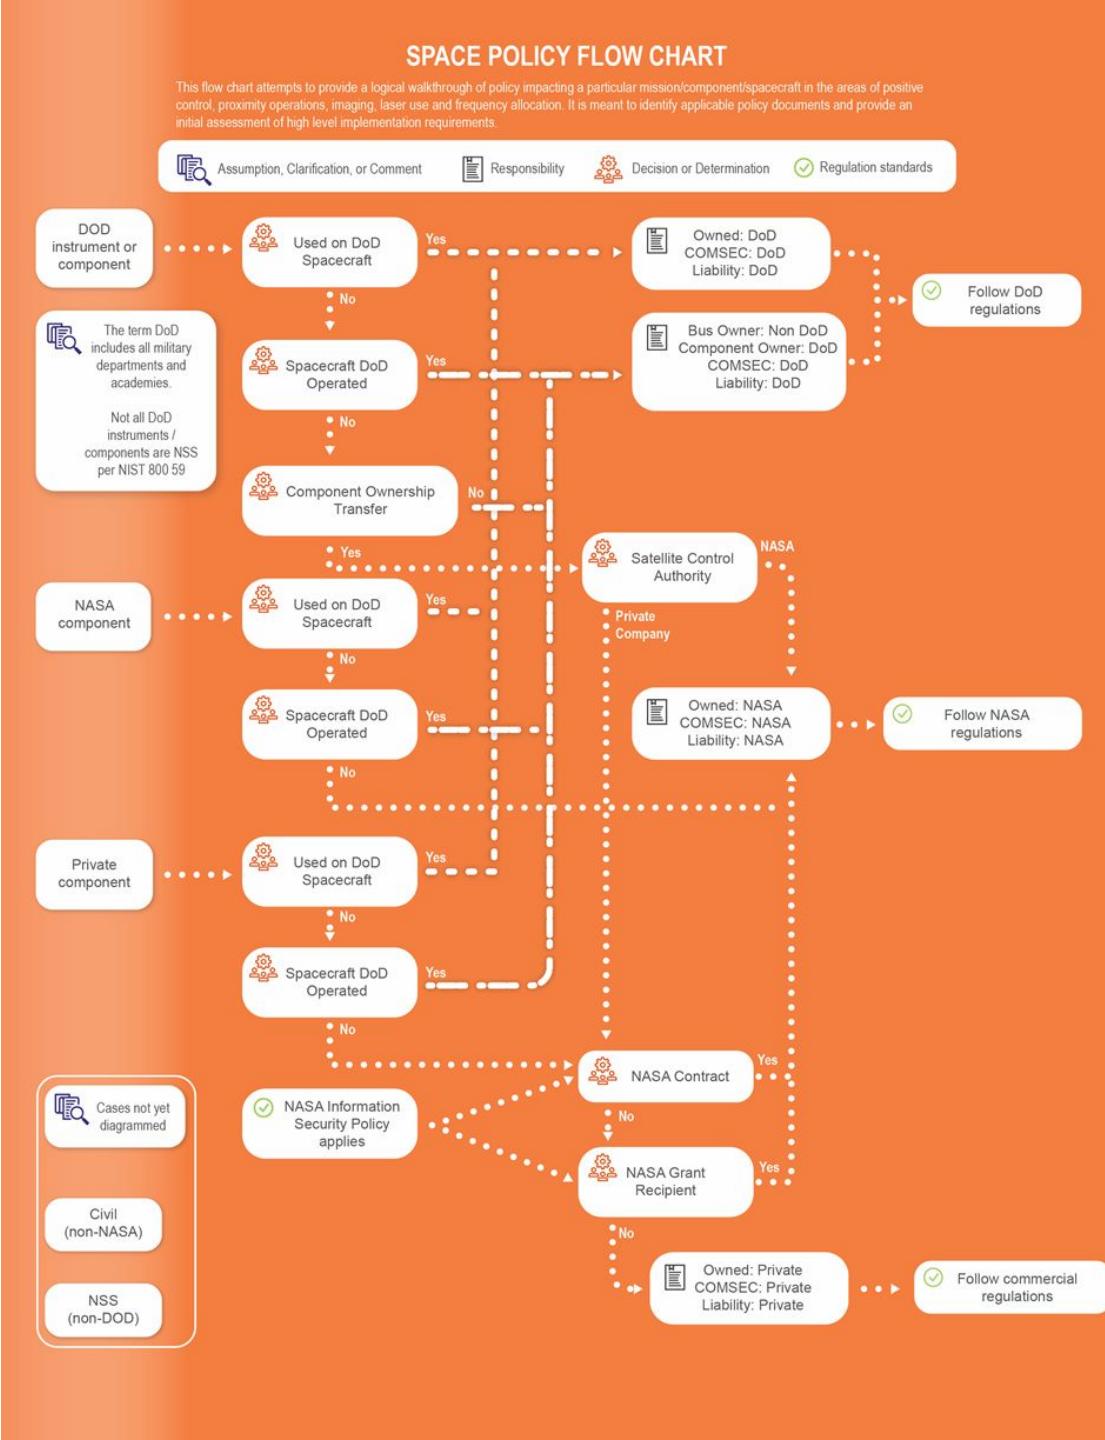 SPACE POLICY FLOW CHART
This flow chart attempts to provide a logical walkthrough of policy impacting a particular mission/component/spacecraft in the areas of positive
control, proximity operations, imaging, laser use and frequency allocation. It is meant to identify applicable policy documents and provide an
initial assessment of high level implementation requirements.
Assumption, Clarification, or Comment
Responsibility
Decision or Determination
Regulation standards
DOD
instrument or
component
Used on DoD
Spacecraft
Yes
No
Owned: DoD
COMSEC: DoD
Liability: DoD
Follow DoD
regulations
The term DoD
includes all military
departments and
academies.
Not all DoD
instruments /
components are NSS
per NIST 800 59
Spacecraft DoD
Operated
Yes
No
Bus Owner: Non DoD
Component Owner: DoD
COMSEC: DoD
Liability: DoD
Component Ownership
Transfer
No
Yes
Satellite Control
Authority
NASA
Private
Company
NASA
component
Used on DoD
Spacecraft
Yes
No
Spacecraft DoD
Operated
Yes
No
Owned: NASA
COMSEC: NASA
Liability: NASA
Follow NASA
regulations
Private
component
Used on DoD
Spacecraft
Yes
No
Spacecraft DoD
Operated
Yes
No
NASA Contract
Yes
No
NASA Information
Security Policy
applies
NASA Grant
Recipient
Yes
No
Owned: Private
COMSEC: Private
Liability: Private
Follow commercial
regulations
Cases not yet
diagrammed
Civil
(non-NASA)
NSS
(non-DOD)